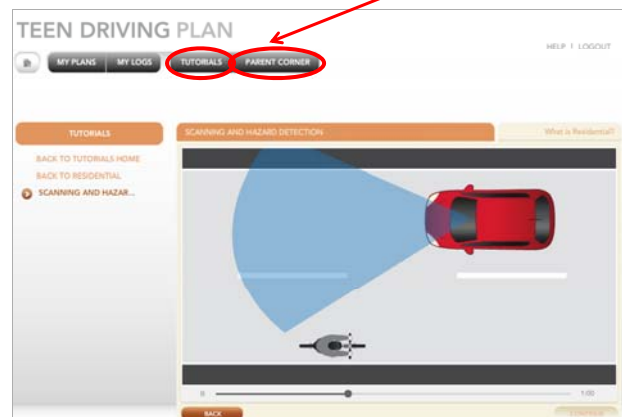 TEEN DRIVING PLAN
HELP | LOGOUT
MY PLANS MY LOGS TUTORIALS PARENT CORNER
TUTORIALS
SCANNING AND HAZARD DETECTION
What is Residential?
BACK TO TUTORIALS HOME
BACK TO RESIDENTIAL
SCANNING AND HAZAR...
1:00
BACK
CONTINUE